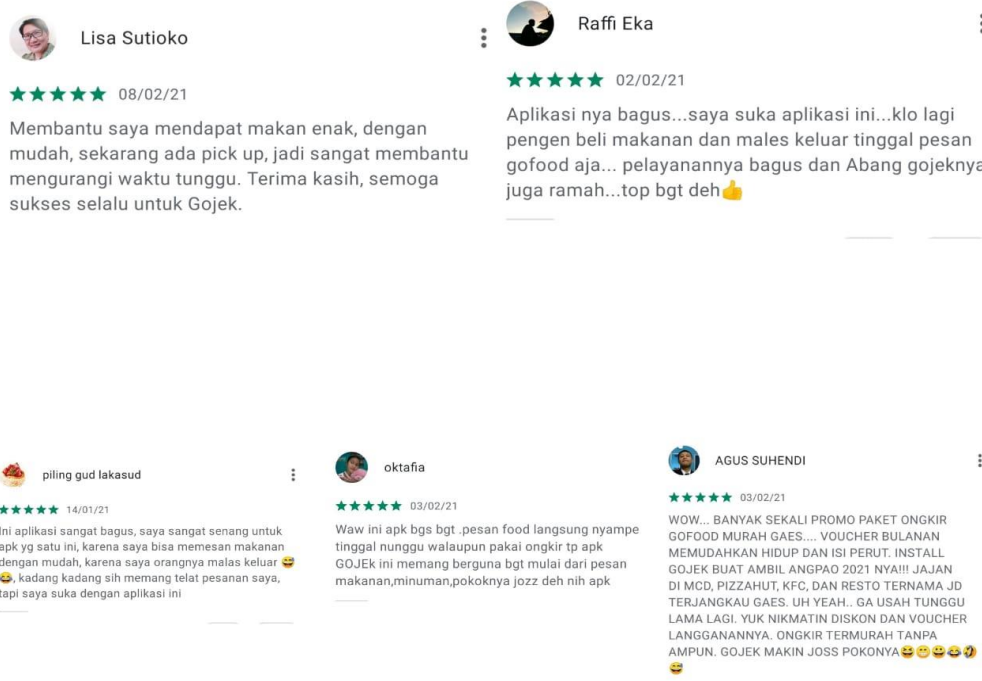 Lisa Sutioko
08/02/21
Membantu saya mendapat makan enak, dengan
mudah, sekarang ada pick up, jadi sangat membantu
mengurangi waktu tunggu. Terima kasih, semoga
sukses selalu untuk Gojek.
Raffi Eka
02/02/21
Aplikasi nya bagus...saya suka aplikasi ini...klo lagi
pengen beli makanan dan males keluar tinggal pesan
gofood aja... pelayanannya bagus dan Abang gojeknya
juga ramah...top bgt deh👍
piling gud lakasud
14/01/21
Ini aplikasi sangat bagus, saya sangat senang untuk
apk yg satu ini, karena saya bisa memesan makanan
dengan mudah, karena saya orangnya malas keluar 😅
😂, kadang kadang sih memang telat pesanan saya,
tapi saya suka dengan aplikasi ini
oktafia
03/02/21
Waw ini apk bgs bgt .pesan food langsung nyampe
tinggal nunggu walaupun pakai ongkir tp apk
GOJEk ini memang berguna bgt mulai dari pesan
makanan,minuman,pokoknya jozz deh nih apk
AGUS SUHENDI
03/02/21
WOW... BANYAK SEKALI PROMO PAKET ONGKIR
GOFOOD MURAH GAES.... VOUCHER BULANAN
MEMUDAHKAN HIDUP DAN ISI PERUT. INSTALL
GOJEK BUAT AMBIL ANGPAO 2021 NYA!!! JAJAN
DI MCD, PIZZAHUT, KFC, DAN RESTO TERNAMA JD
TERJANGKAU GAES. UH YEAH.. GA USAH TUNGGU
LAMA LAGI. YUK NIKMATIN DISKON DAN VOUCHER
LANGGANANNYA. ONGKIR TERMURAH TANPA
AMPUN. GOJEK MAKIN JOSS POKONYA😆😁😀😂🤣
😅